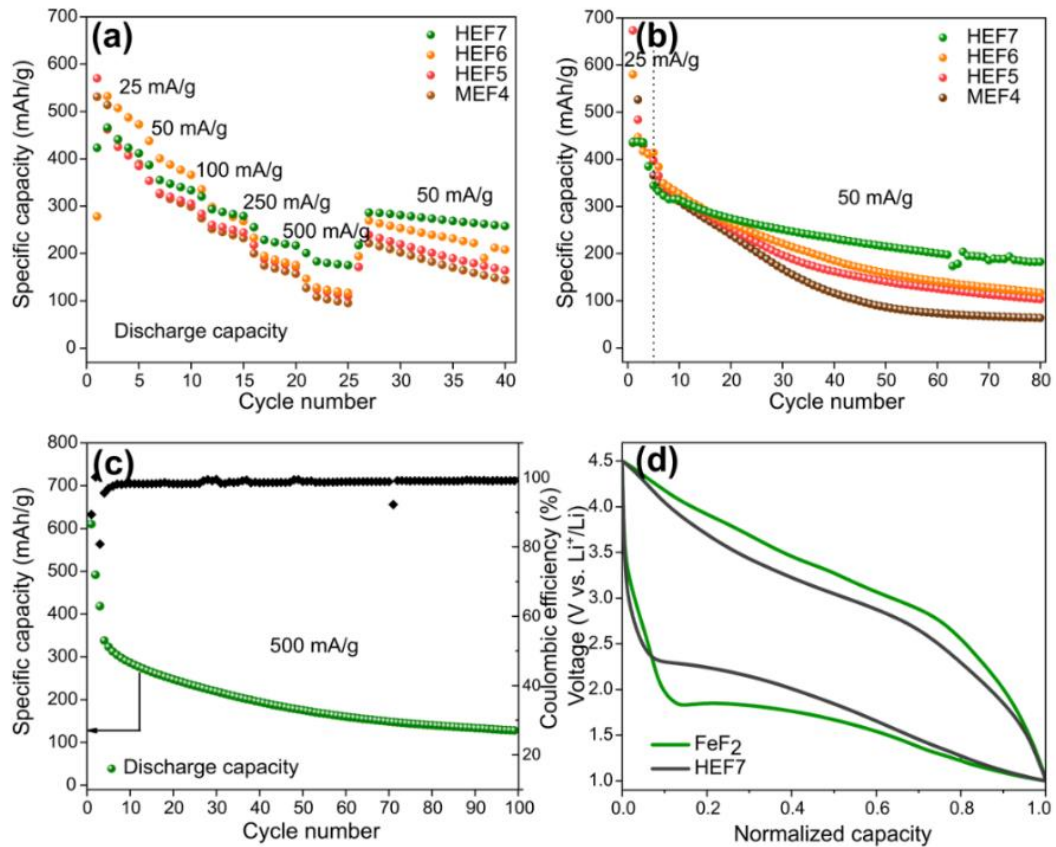 (a)
HEF7
HEF6
HEF5
MEF4
25 mA/g
50 mA/g
100 mA/g
250 mA/g
500 mA/g
50 mA/g
Discharge capacity
Specific capacity (mAh/g)
700
600
500
400
300
200
100
0
0 5 10 15 20 25 30 35 40
Cycle number
(b)
HEF7
HEF6
HEF5
MEF4
25 mA/g
50 mA/g
Specific capacity (mAh/g)
700
600
500
400
300
200
100
0
0 10 20 30 40 50 60 70 80
Cycle number
(c)
500 mA/g
Discharge capacity
Specific capacity (mAh/g)
800
700
600
500
400
300
200
100
0
Coulombic efficiency (%)
100
80
60
40
20
0 10 20 30 40 50 60 70 80 90 100
Cycle number
(d)
FeF2
HEF7
Voltage (V vs. Li+/Li)
4.5
4.0
3.5
3.0
2.5
2.0
1.5
1.0
0.0 0.2 0.4 0.6 0.8 1.0
Normalized capacity